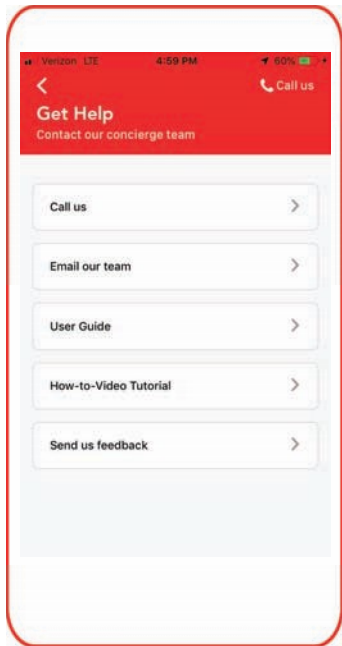 Verizon LTE 4:59 PM 60%
Call us
Get Help
Contact our concierge team
Call us
Email our team
User Guide
How-to-Video Tutorial
Send us feedback